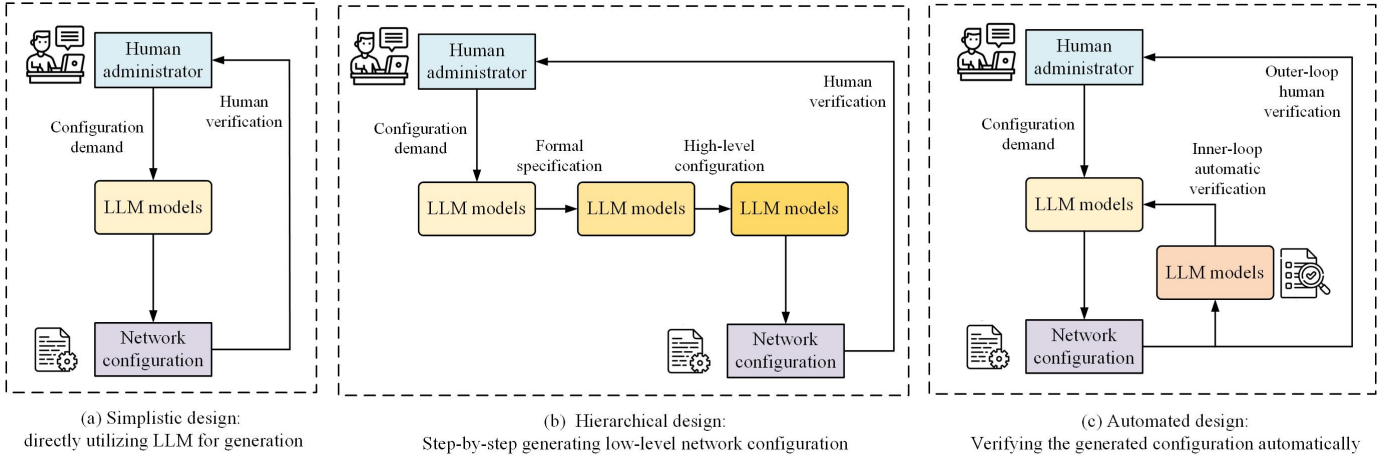 Human
administrator
Configuration
demand
Human
verification
LLM models
Network
configuration
(a) Simplistic design:
directly utilizing LLM for generation
Human
administrator
Configuration
demand
Formal
specification
High-level
configuration
Human
verification
LLM models
LLM models
LLM models
Network
configuration
(b) Hierarchical design:
Step-by-step generating low-level network configuration
Human
administrator
Configuration
demand
Outer-loop
human
verification
Inner-loop
automatic
verification
LLM models
LLM models
Network
configuration
(c) Automated design:
Verifying the generated configuration automatically